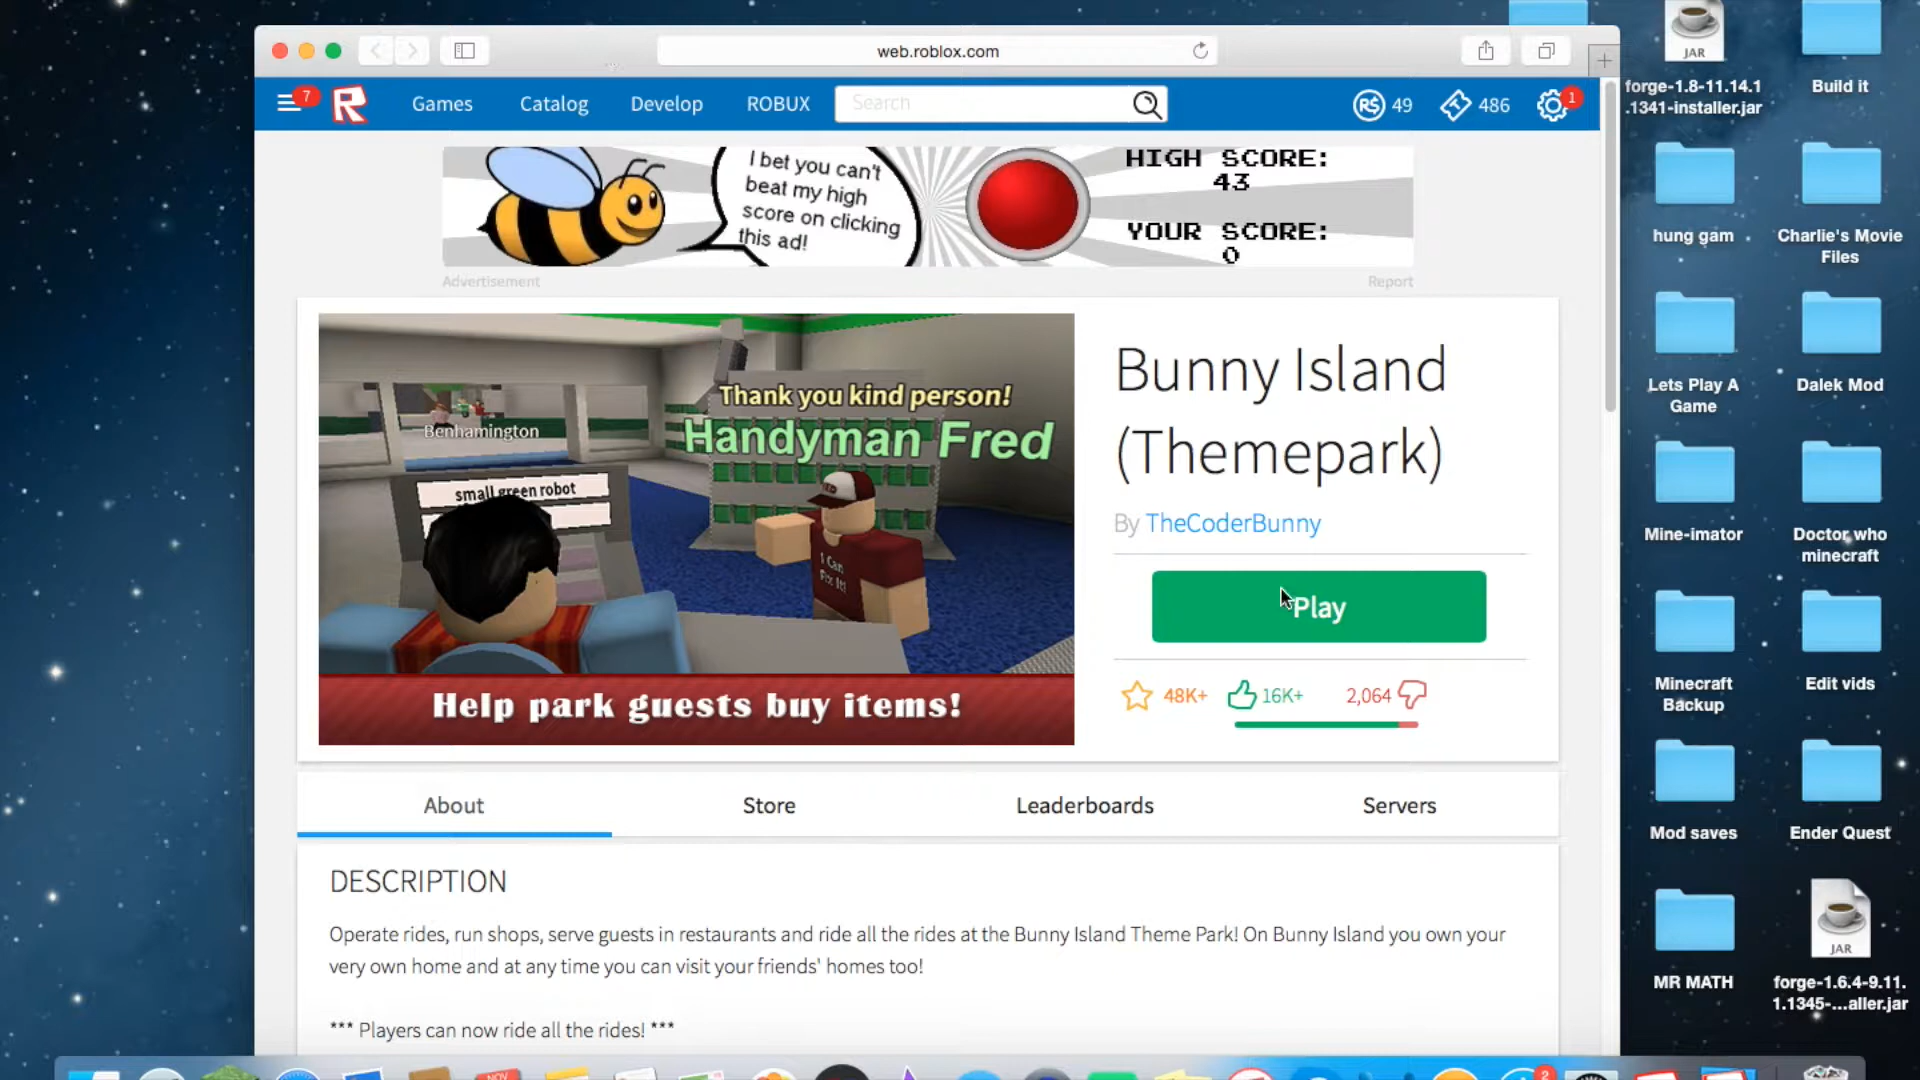 web.roblox.com
7
Games
Catalog
Develop
ROBUX
Search
R$ 49
486
1
I bet you can't
beat my high
score on clicking
this ad!
HIGH SCORE:
43
YOUR SCORE:
0
Advertisement
Report
Thank you kind person!
Handyman Fred
Benhamington
small green robot
I Can
Fix It!
Help park guests buy items!
Bunny Island
(Themepark)
By TheCoderBunny
Play
48K+
16K+
2,064
About
Store
Leaderboards
Servers
DESCRIPTION
Operate rides, run shops, serve guests in restaurants and ride all the rides at the Bunny Island Theme Park! On Bunny Island you own your
very own home and at any time you can visit your friends' homes too!
*** Players can now ride all the rides! ***
JAR
forge-1.8-11.14.1
.1341-installer.jar
Build it
hung gam
Charlie's Movie
Files
Lets Play A
Game
Dalek Mod
Mine-imator
Doctor who
minecraft
Minecraft
Backup
Edit vids
Mod saves
Ender Quest
MR MATH
JAR
forge-1.6.4-9.11.
1.1345-...aller.jar
NOV
2